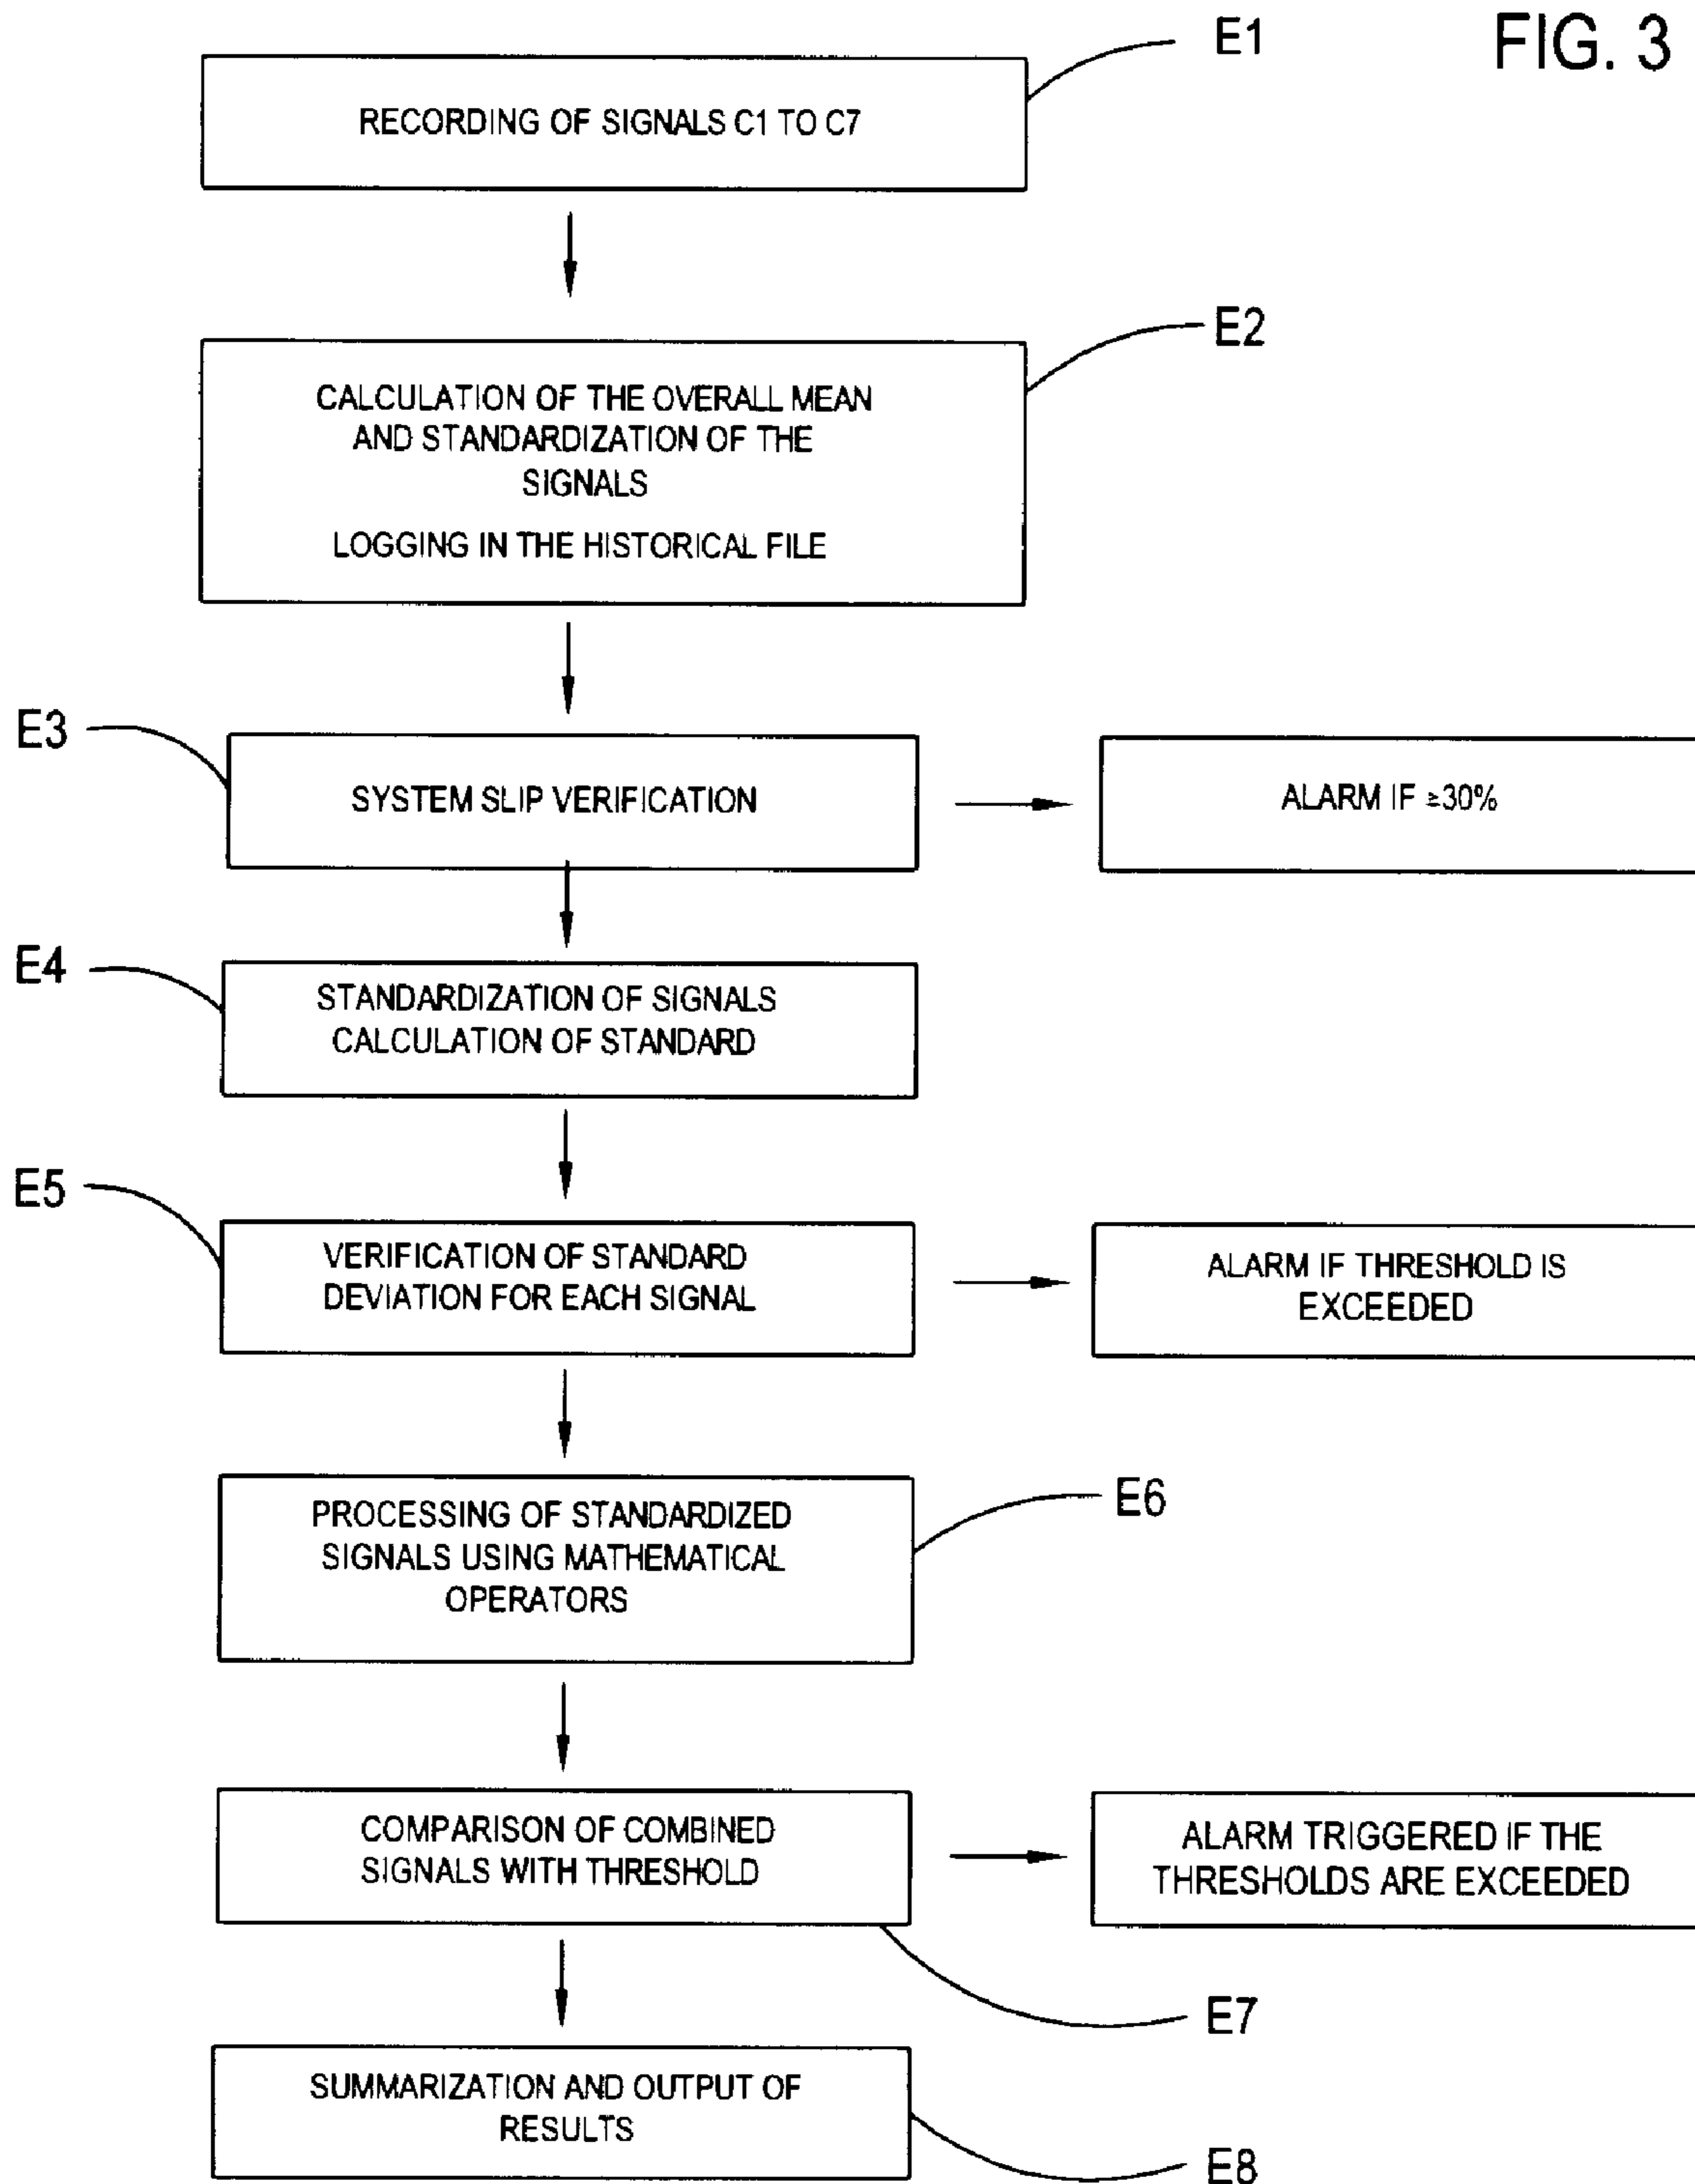 FIG. 3
E1
RECORDING OF SIGNALS C1 TO C7
E2
CALCULATION OF THE OVERALL MEAN
AND STANDARDIZATION OF THE
SIGNALS
LOGGING IN THE HISTORICAL FILE
E3
SYSTEM SLIP VERIFICATION
ALARM IF ≥30%
E4
STANDARDIZATION OF SIGNALS
CALCULATION OF STANDARD
E5
VERIFICATION OF STANDARD
DEVIATION FOR EACH SIGNAL
ALARM IF THRESHOLD IS
EXCEEDED
E6
PROCESSING OF STANDARDIZED
SIGNALS USING MATHEMATICAL
OPERATORS
COMPARISON OF COMBINED
SIGNALS WITH THRESHOLD
ALARM TRIGGERED IF THE
THRESHOLDS ARE EXCEEDED
E7
SUMMARIZATION AND OUTPUT OF
RESULTS
E8